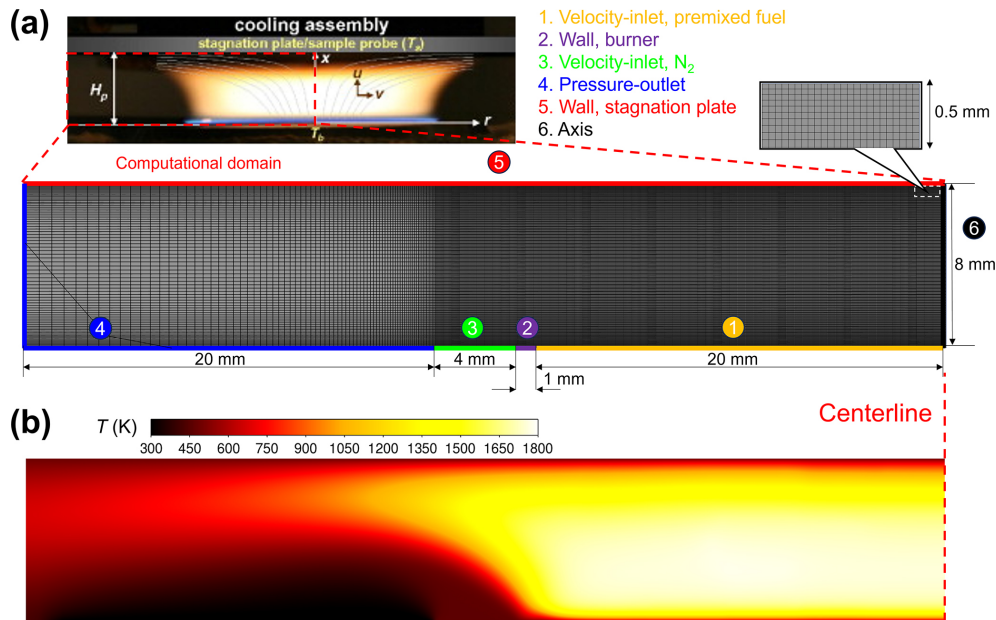 (a)
cooling assembly
stagnation plate/sample probe (Tₛ)
x
Hₚ
u
v
r
T_b
1. Velocity-inlet, premixed fuel
2. Wall, burner
3. Velocity-inlet, N₂
4. Pressure-outlet
5. Wall, stagnation plate
6. Axis
0.5 mm
Computational domain
5
6
8 mm
4
3
2
1
20 mm
4 mm
20 mm
1 mm
(b)
T (K)
300 450 600 750 900 1050 1200 1350 1500 1650 1800
Centerline